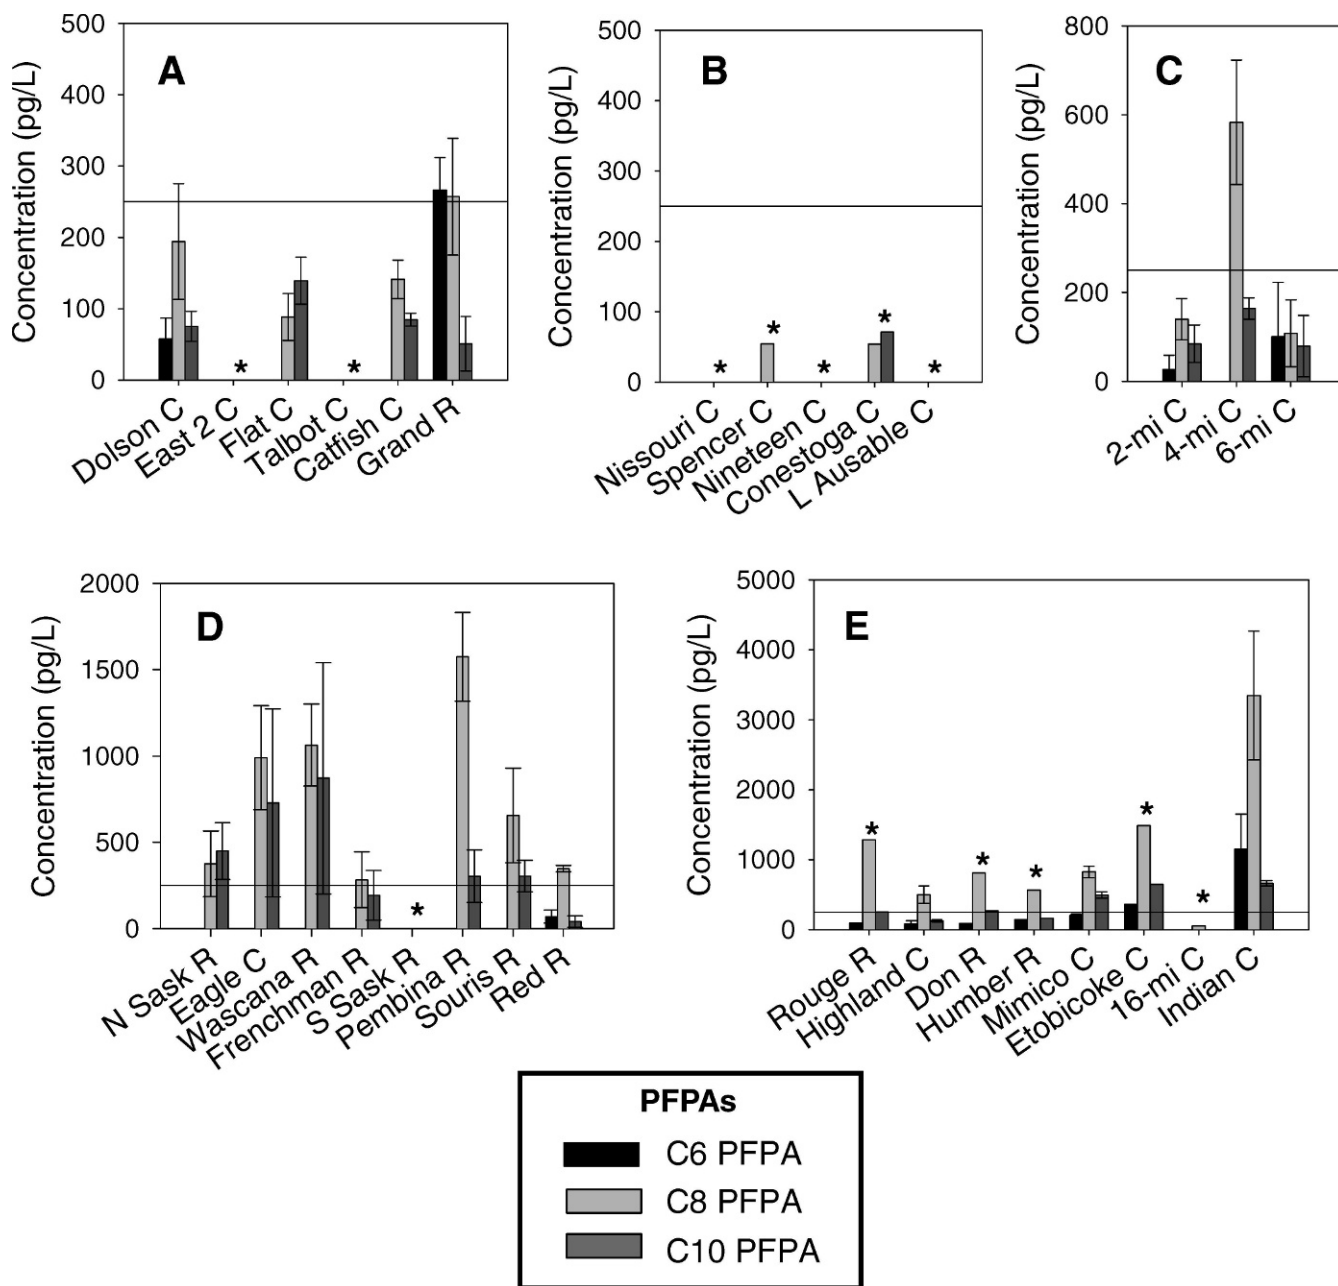 A
Concentration (pg/L)
500
400
300
200
100
0
*
*
Dolson C
East 2 C
Flat C
Talbot C
Catfish C
Grand R
B
Concentration (pg/L)
500
400
300
200
100
0
*
*
*
*
*
Nissouri C
Spencer C
Nineteen C
Conestoga C
L Ausable C
C
Concentration (pg/L)
800
600
400
200
0
2-mi C
4-mi C
6-mi C
D
Concentration (pg/L)
2000
1500
1000
500
0
*
N Sask R
Eagle C
Wascana R
Frenchman R
S Sask R
Pembina R
Souris R
Red R
E
Concentration (pg/L)
5000
4000
3000
2000
1000
0
*
*
*
*
*
Rouge R
Highland C
Don R
Humber R
Mimico C
Etobicoke C
16-mi C
Indian C
PFPAs
C6 PFPA
C8 PFPA
C10 PFPA